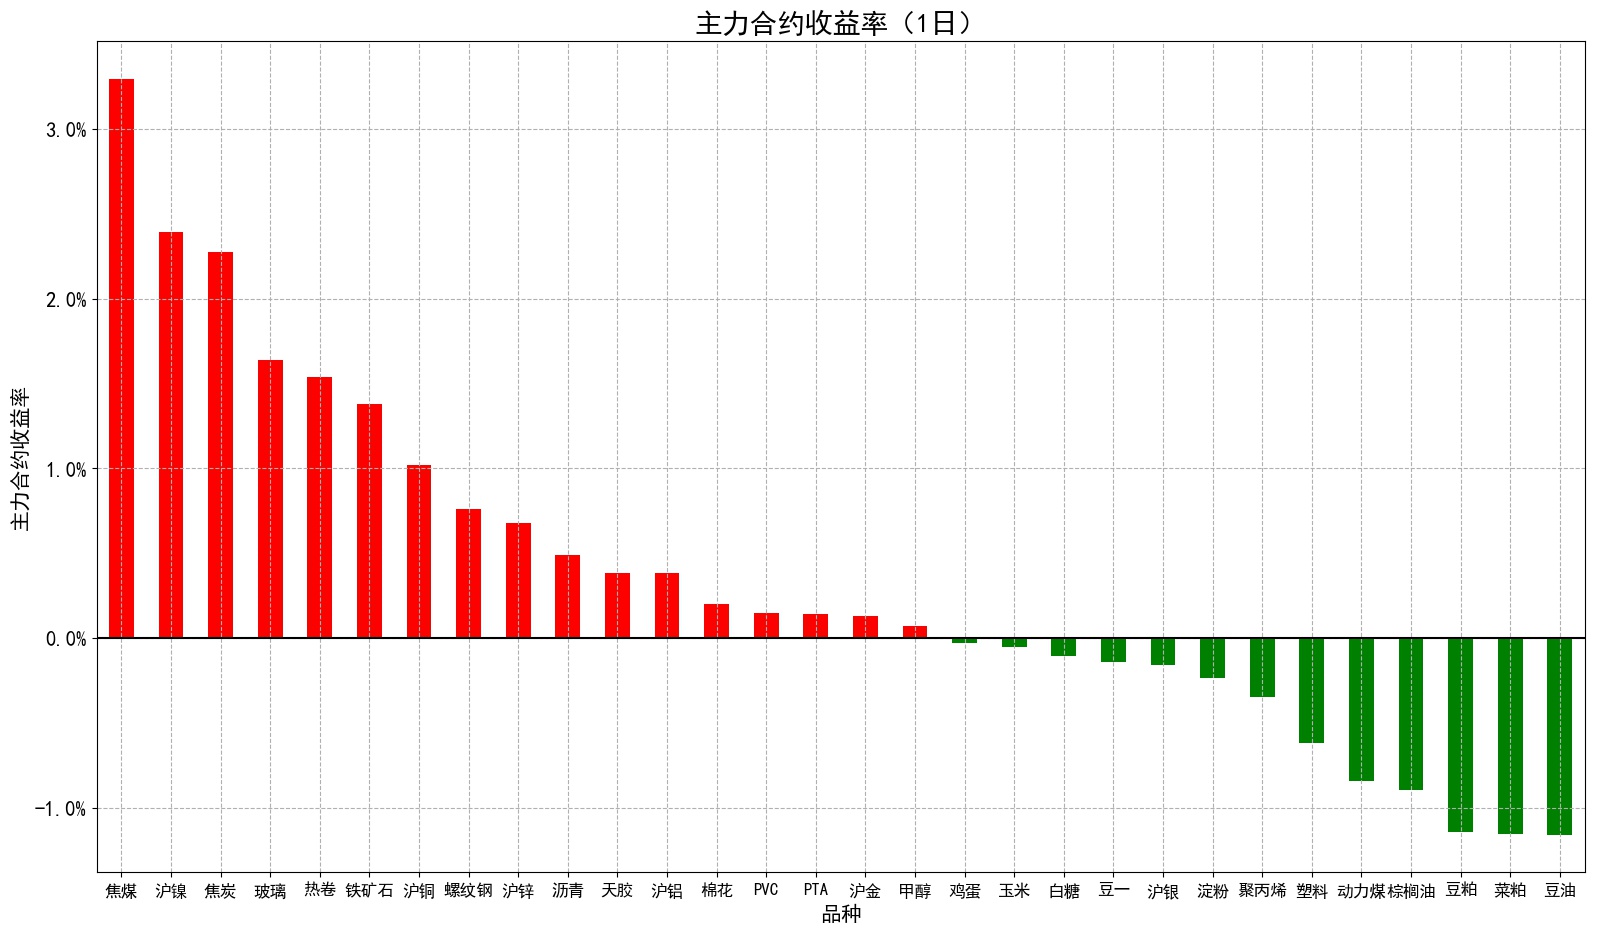 主力合约收益率（1日）
3.0%
2.0%
1.0%
0.0%
-1.0%
主力合约收益率
焦煤 沪镍 焦炭 玻璃 热卷 铁矿石 沪铜 螺纹钢 沪锌 沥青 天胶 沪铝 棉花 PVC PTA 沪金 甲醇 鸡蛋 玉米 白糖 豆一 沪银 淀粉 聚丙烯 塑料 动力煤 棕榈油 豆粕 菜粕 豆油
品种